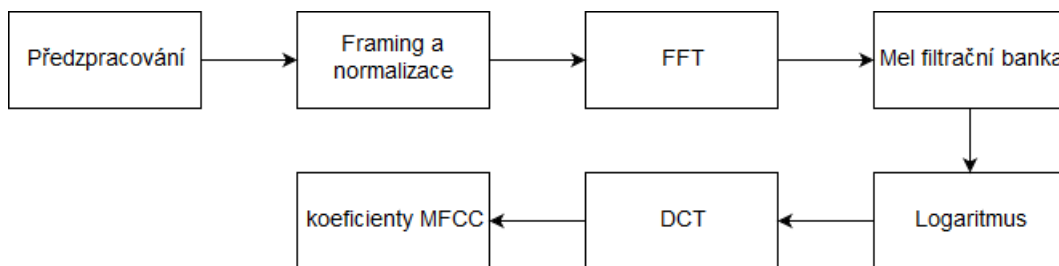 Předzpracování
Framing a
normalizace
FFT
Mel filtrační banka
Logaritmus
DCT
koeficienty MFCC